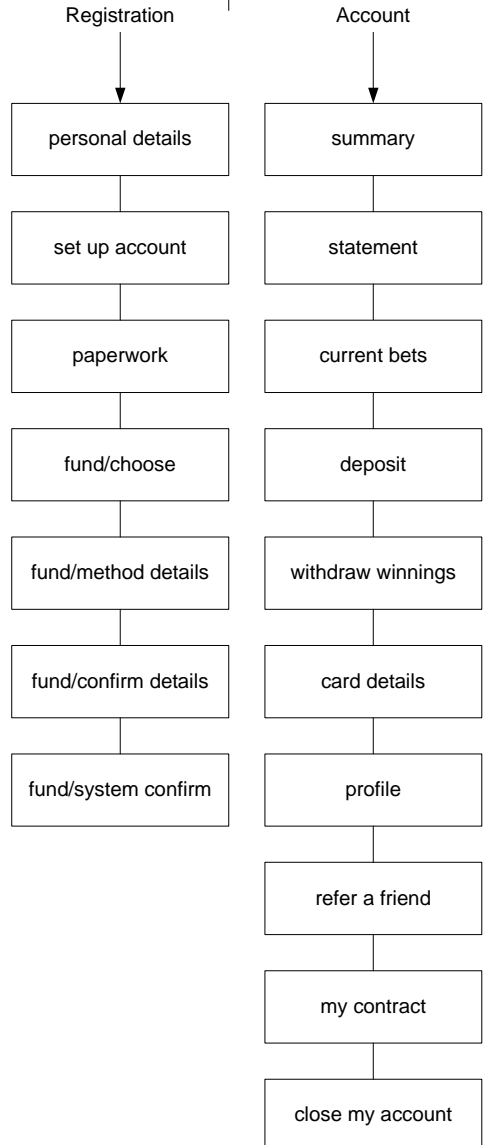 Registration
personal details
set up account
paperwork
fund/choose
fund/method details
fund/confirm details
fund/system confirm
Account
summary
statement
current bets
deposit
withdraw winnings
card details
profile
refer a friend
my contract
close my account